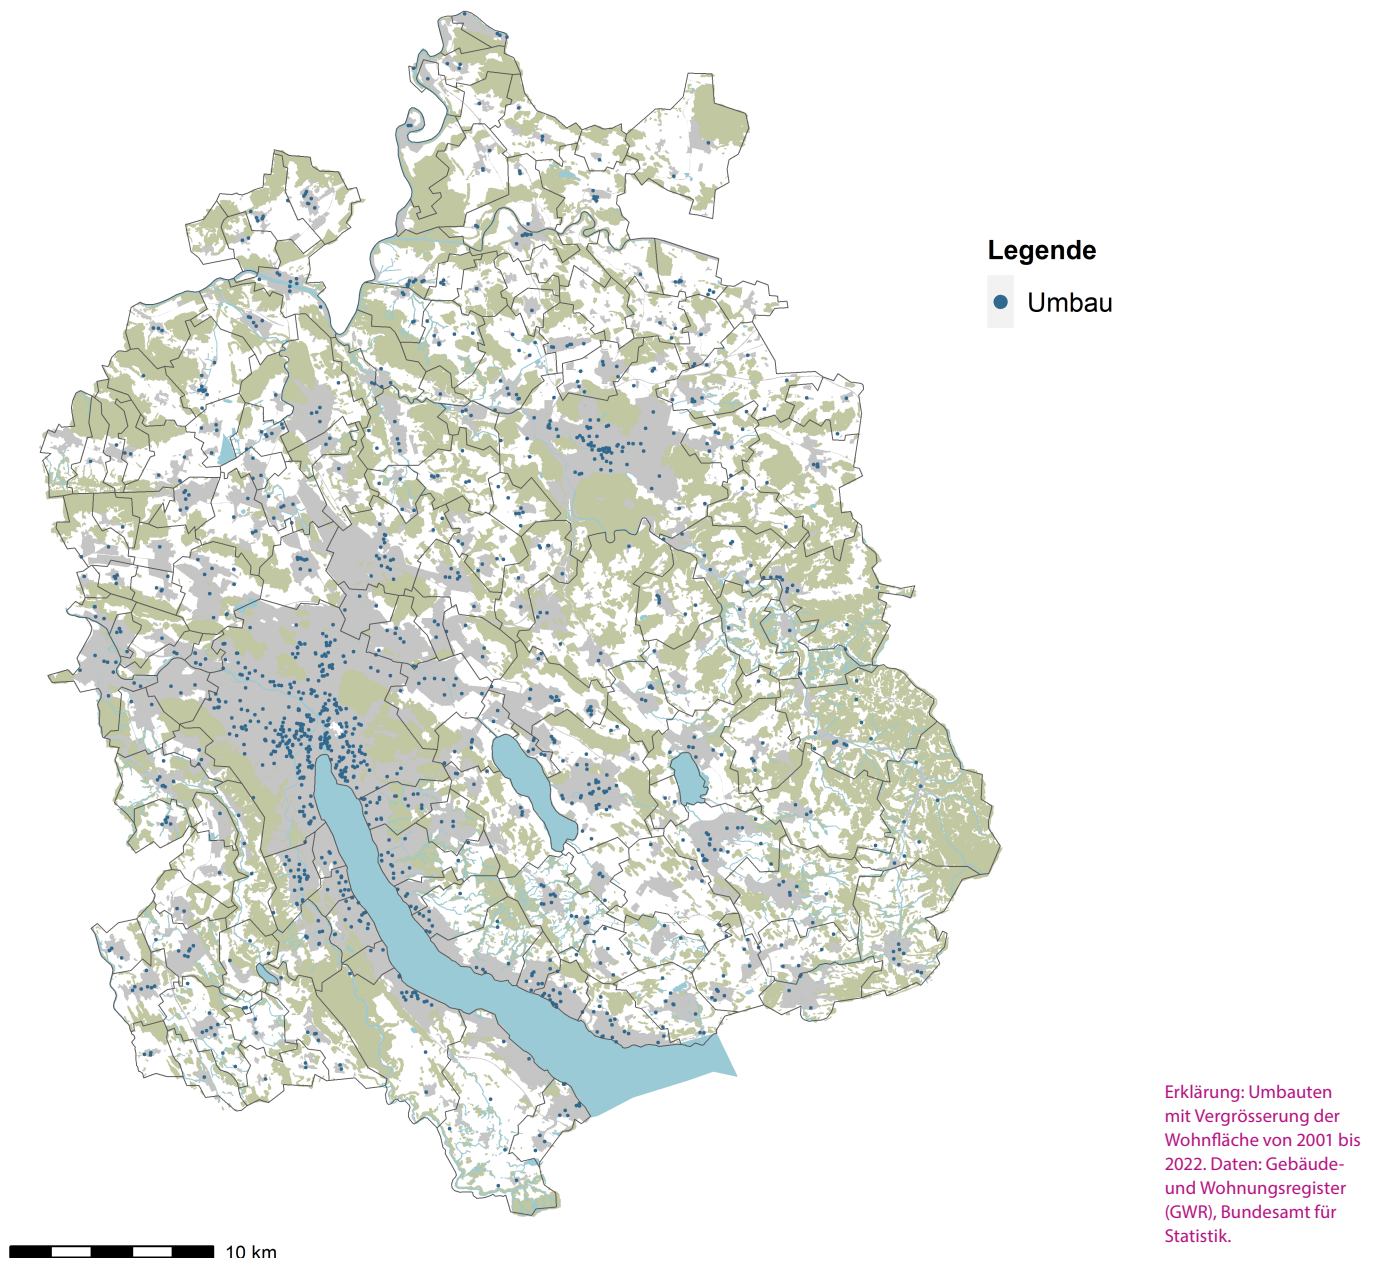 Legende
Umbau
Erklärung: Umbauten
mit Vergrösserung der
Wohnfläche von 2001 bis
2022. Daten: Gebäude-
und Wohnungsregister
(GWR), Bundesamt für
Statistik.
10 km